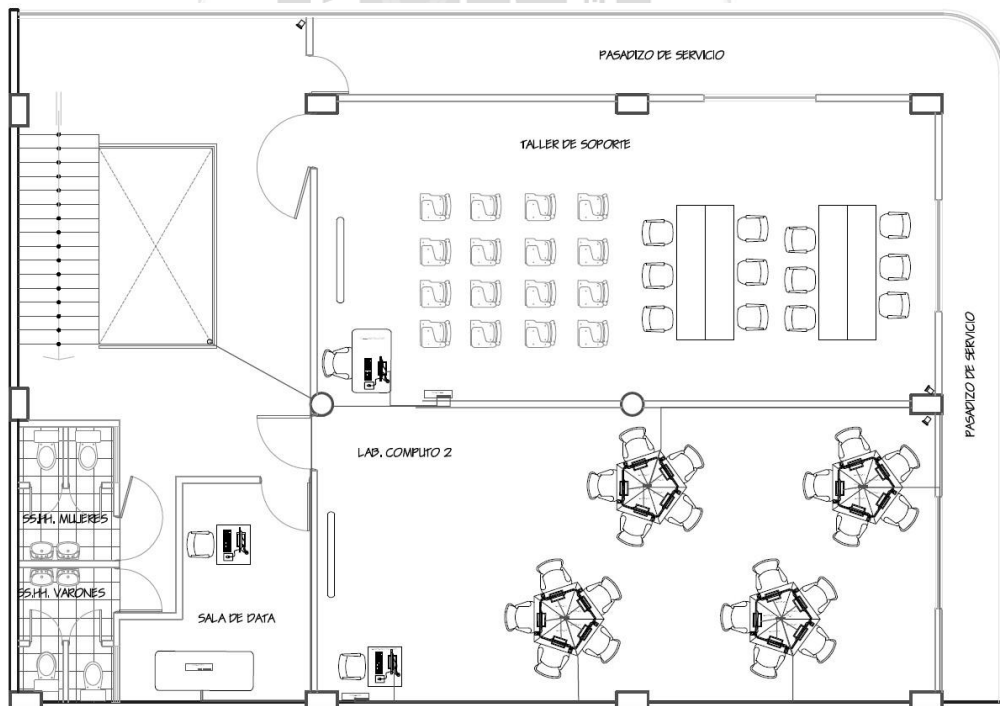 PASADIZO DE SERVICIO
TALLER DE SOPORTE
PASADIZO DE SERVICIO
LAB. COMPUTO 2
SS.HH. MUJERES
SS.HH. VARONES
SALA DE DATA